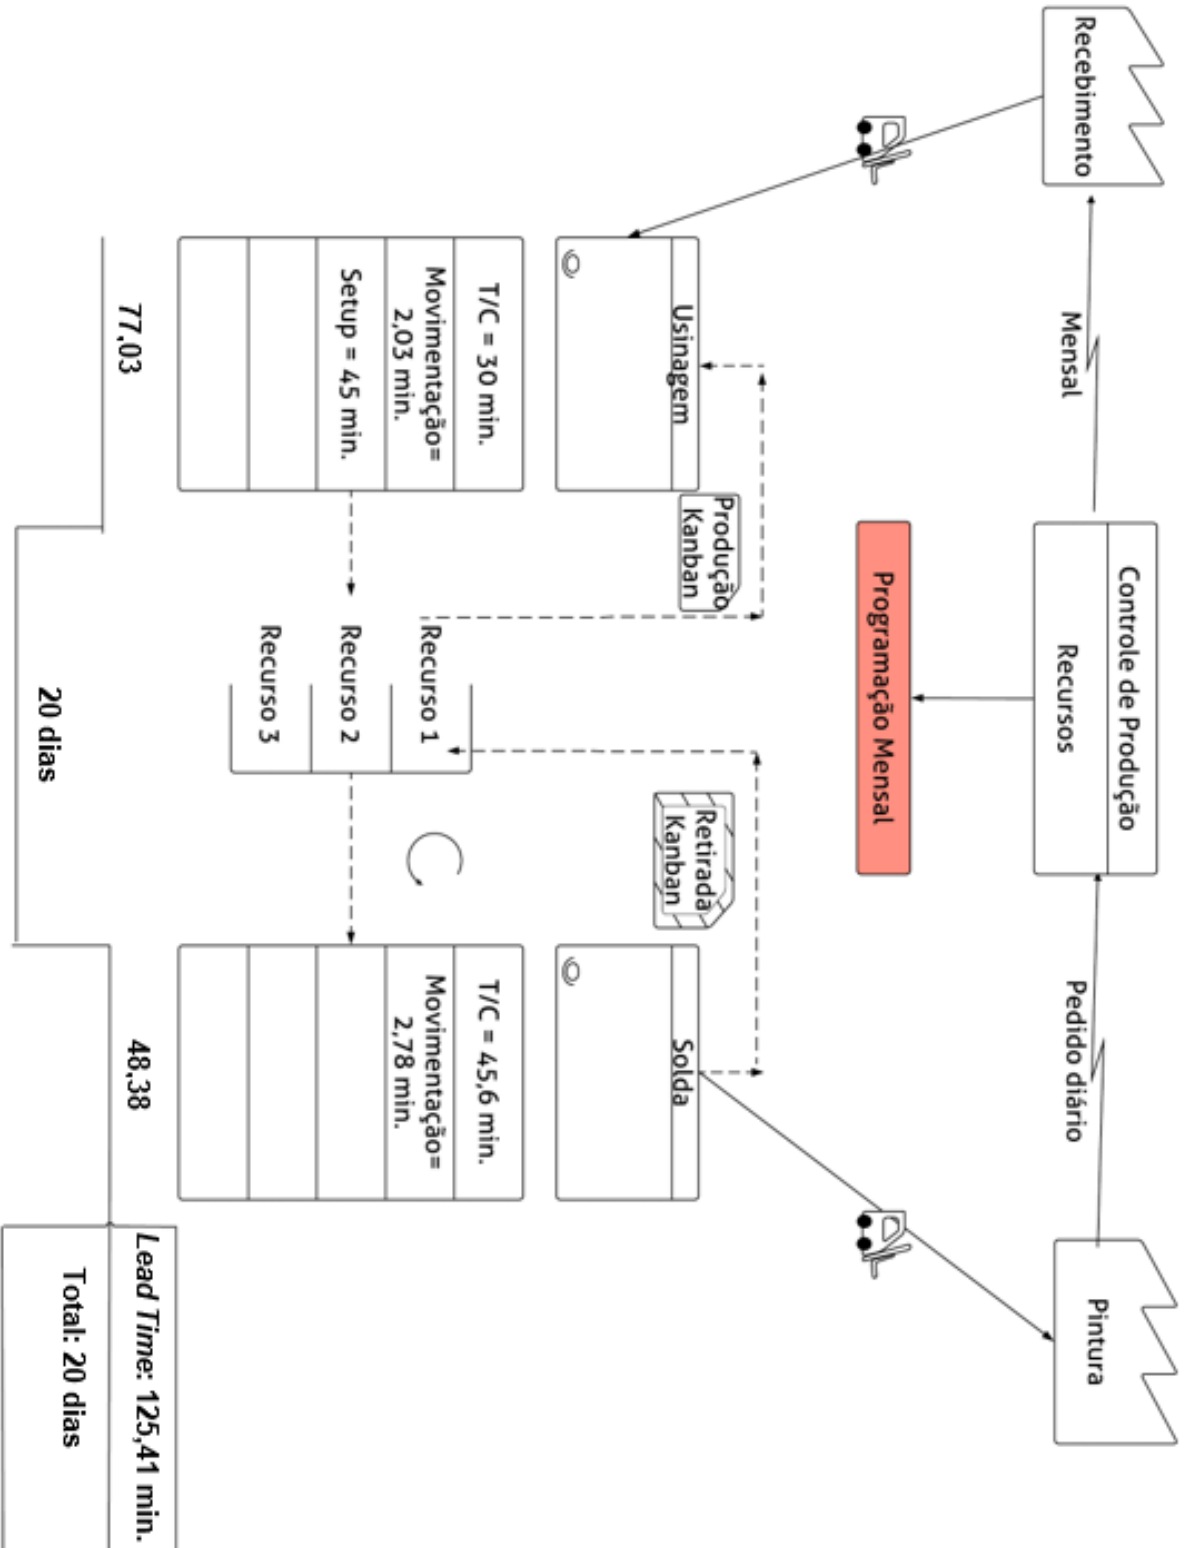 Recebimento
Mensal
Controle de Produção
Recursos
Pedido diário
Pintura
Programação Mensal
Produção
Kanban
Retirada
Kanban
Usinagem
T/C = 30 min.
Movimentação=
2,03 min.
Setup = 45 min.
Recurso 1
Recurso 2
Recurso 3
Solda
T/C = 45,6 min.
Movimentação=
2,78 min.
77,03
20 dias
48,38
Lead Time: 125,41 min.
Total: 20 dias